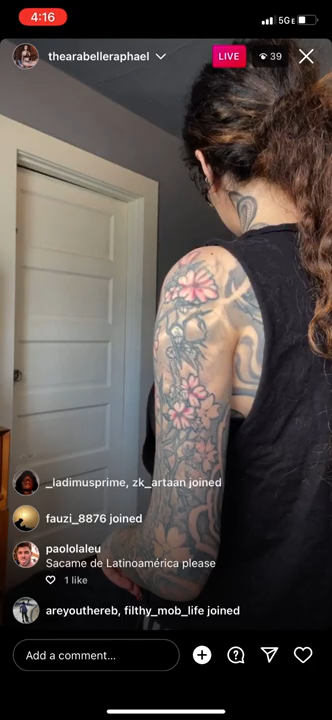 4:16
5GE
thearabelleraphael
LIVE
39
_ladimusprime, zk_artaan joined
fauzi_8876 joined
paololaleu
Sacame de Latinoamérica please
1 like
areyouthereb, filthy_mob_life joined
Add a comment...